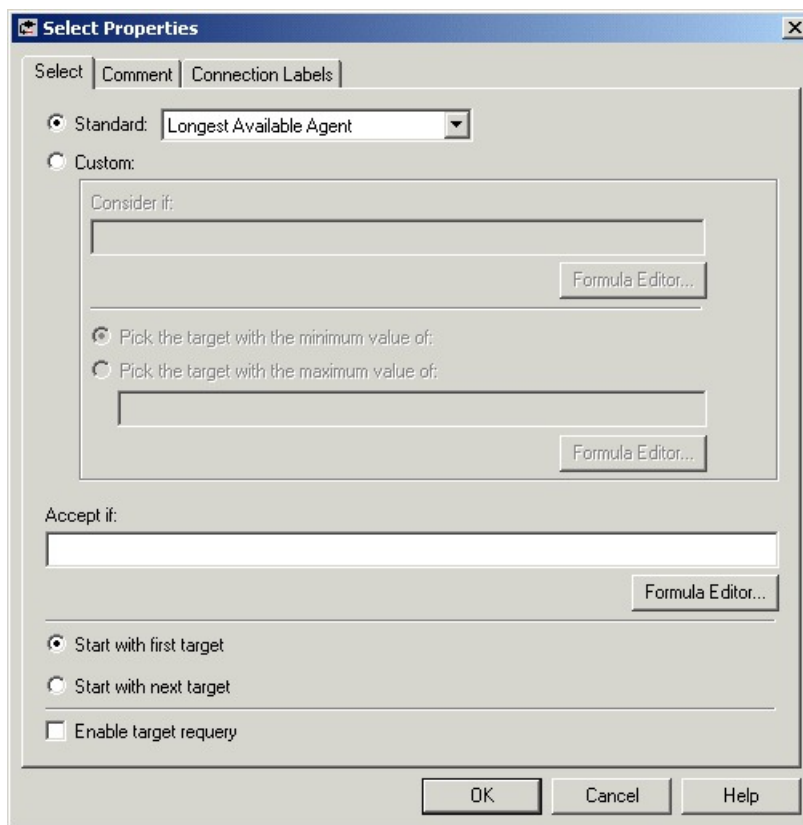 Select Properties
Select Comment Connection Labels
Standard: Longest Available Agent
Custom:
Consider if:
Formula Editor...
Pick the target with the minimum value of:
Pick the target with the maximum value of:
Formula Editor...
Accept if:
Formula Editor...
Start with first target
Start with next target
Enable target requery
OK Cancel Help